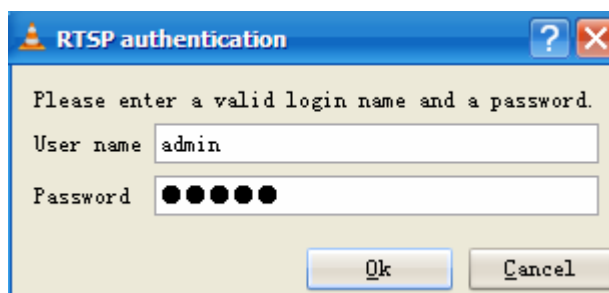 RTSP authentication
Please enter a valid login name and a password.
User name admin
Password ●●●●●
Ok Cancel